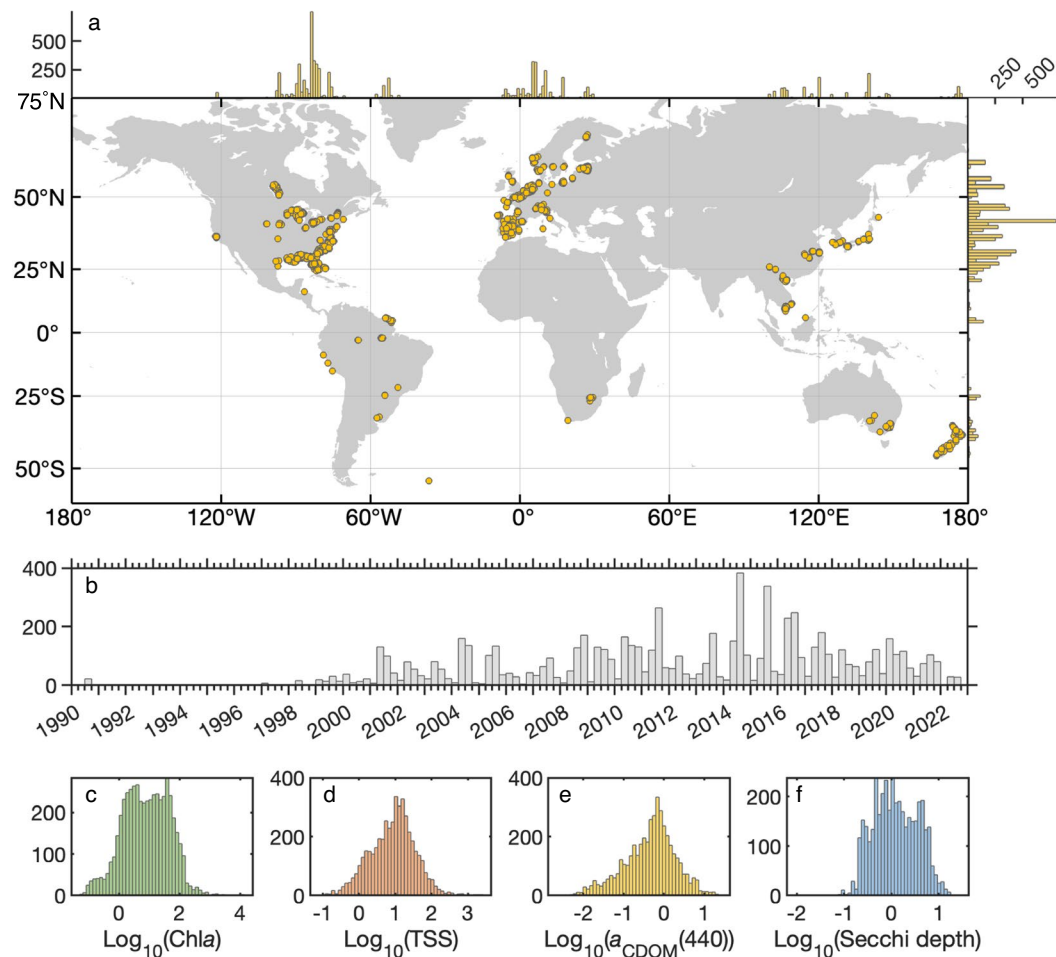 a
500
250
250
500
75°N
50°N
25°N
0°
25°S
50°S
180° 120°W 60°W 0° 60°E 120°E 180°
b
400
200
0
1990 1992 1994 1996 1998 2000 2002 2004 2006 2008 2010 2012 2014 2016 2018 2020 2022
c
200
100
0
0 2 4
Log10(Chla)
d
400
200
0
-1 0 1 2 3
Log10(TSS)
e
400
200
0
-2 -1 0 1
Log10(aCDOM(440))
f
200
100
0
-2 -1 0 1
Log10(Secchi depth)